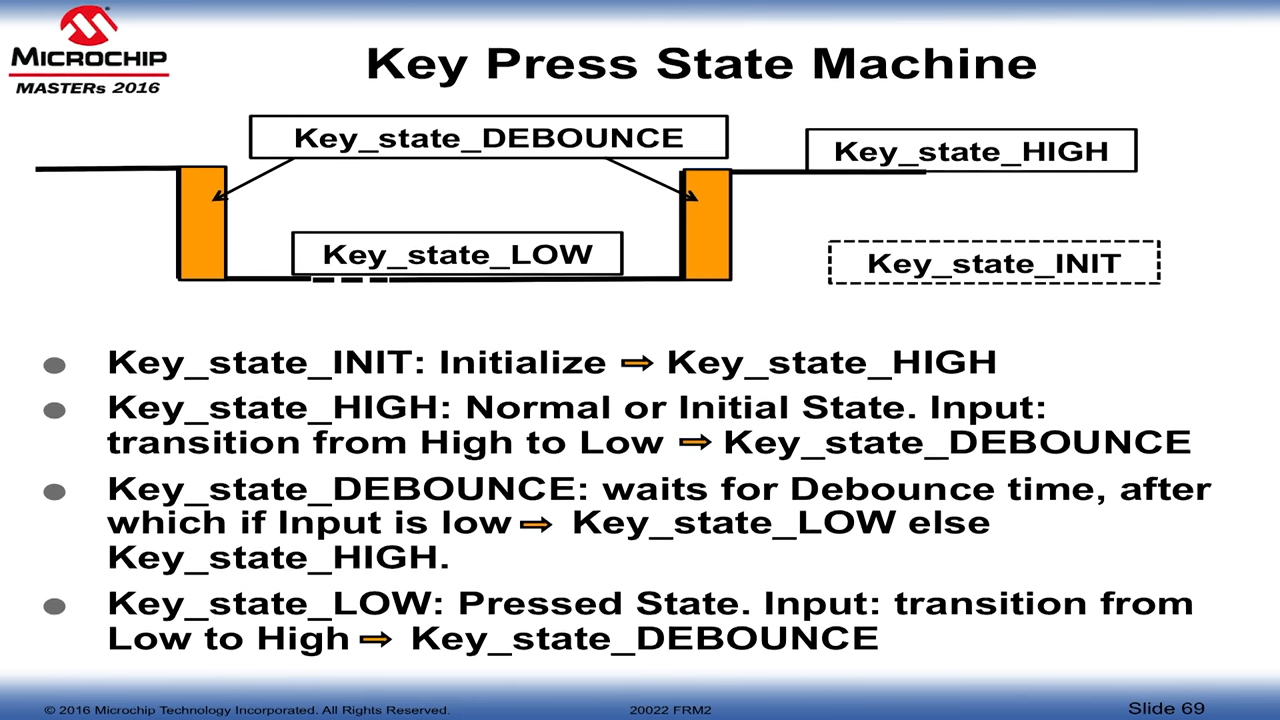 MICROCHIP
MASTERs 2016
Key Press State Machine
Key_state_DEBOUNCE
Key_state_HIGH
Key_state_LOW
Key_state_INIT
Key_state_INIT: Initialize ⇒ Key_state_HIGH
Key_state_HIGH: Normal or Initial State. Input:
transition from High to Low ⇒ Key_state_DEBOUNCE
Key_state_DEBOUNCE: waits for Debounce time, after
which if Input is low ⇒ Key_state_LOW else
Key_state_HIGH.
Key_state_LOW: Pressed State. Input: transition from
Low to High ⇒ Key_state_DEBOUNCE
© 2016 Microchip Technology Incorporated. All Rights Reserved.
20022 FRM2
Slide 69